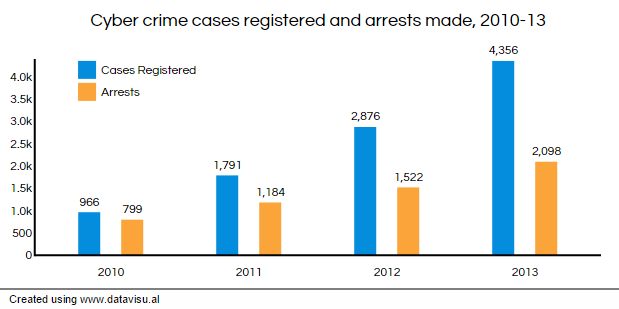 Cyber crime cases registered and arrests made, 2010-13
4,356
Cases Registered
4.0k
Arrests
3.5k
2,876
3.0k
2.5k
2,098
1,791
2.0k
1,522
1.5k
1,184
966
799
1.0k
500
0
2010
2011
2012
2013
Created using www.datavisu.al